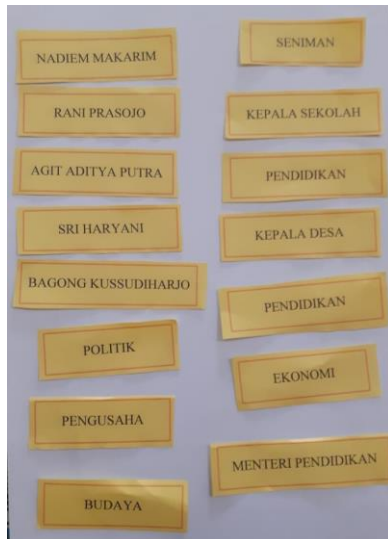 NADIEM MAKARIM
RANI PRASOJO
AGIT ADITYA PUTRA
SRI HARYANI
BAGONG KUSSUDIHARJO
POLITIK
PENGUSAHA
BUDAYA
SENIMAN
KEPALA SEKOLAH
PENDIDIKAN
KEPALA DESA
PENDIDIKAN
EKONOMI
MENTERI PENDIDIKAN